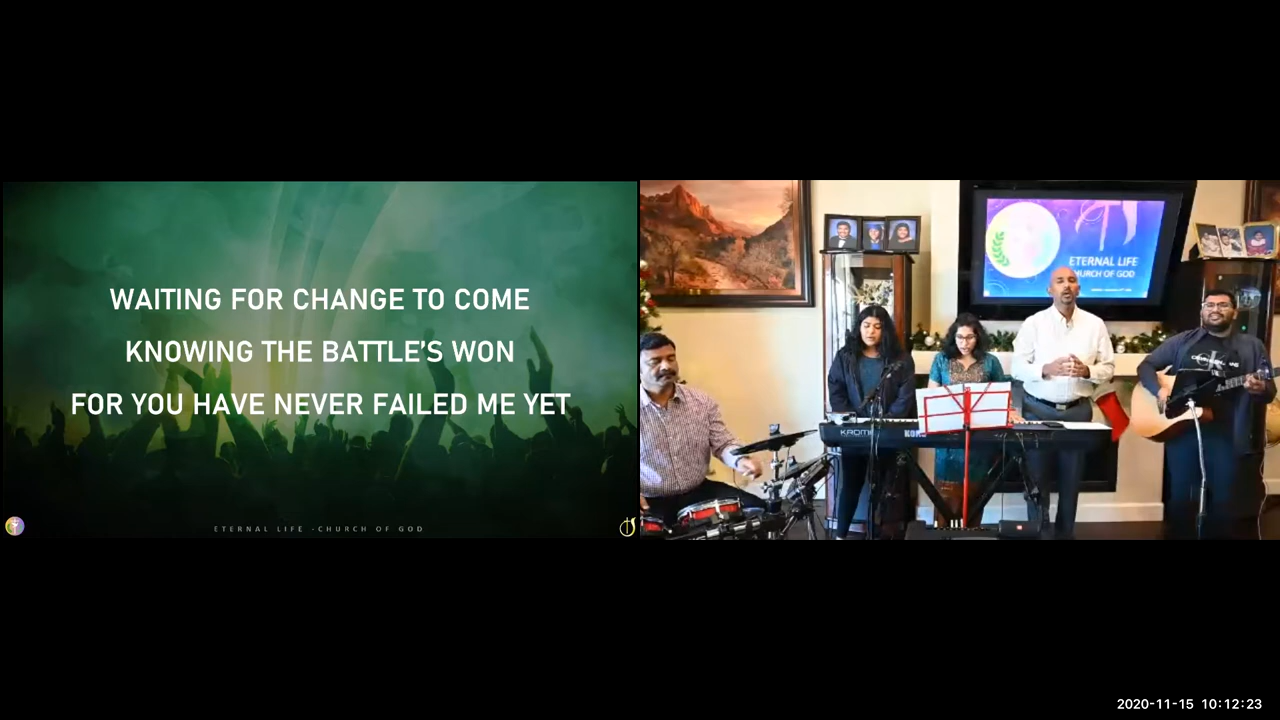 WAITING FOR CHANGE TO COME
KNOWING THE BATTLE'S WON
FOR YOU HAVE NEVER FAILED ME YET
ETERNAL LIFE - CHURCH OF GOD
ETERNAL LIFE
CHURCH OF GOD
KROME
KORG
2020-11-15 10:12:23